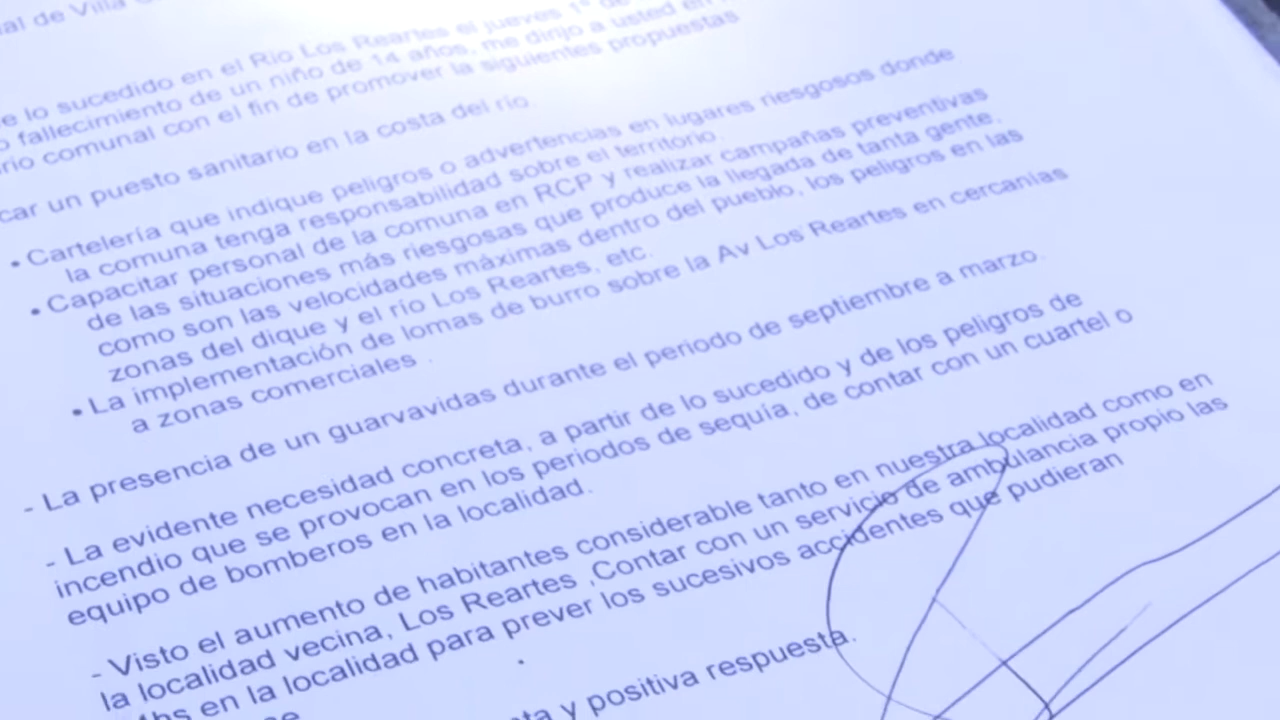 al de Villa
e lo sucedido en el Rio Los Reartes el jueves 1° de
fallecimiento de un niño de 14 años, me dirijo a usted en
rio comunal con el fin de promover la siguientes propuestas
car un puesto sanitario en la costa del río.
• Cartelería que indique peligros o advertencias en lugares riesgosos donde
la comuna tenga responsabilidad sobre el territorio.
• Capacitar personal de la comuna en RCP y realizar campañas preventivas
de las situaciones más riesgosas que produce la llegada de tanta gente,
como son las velocidades máximas dentro del pueblo, los peligros en las
zonas del dique y el río Los Reartes, etc.
• La implementación de lomas de burro sobre la Av Los Reartes en cercanías
a zonas comerciales .
- La presencia de un guarvavidas durante el periodo de septiembre a marzo.
- La evidente necesidad concreta, a partir de lo sucedido y de los peligros de
incendio que se provocan en los periodos de sequía, de contar con un cuartel o
equipo de bomberos en la localidad.
- Visto el aumento de habitantes considerable tanto en nuestra localidad como en
la localidad vecina, Los Reartes ,Contar con un servicio de ambulancia propio las
4hs en la localidad para prever los sucesivos accidentes que pudieran
ta y positiva respuesta.